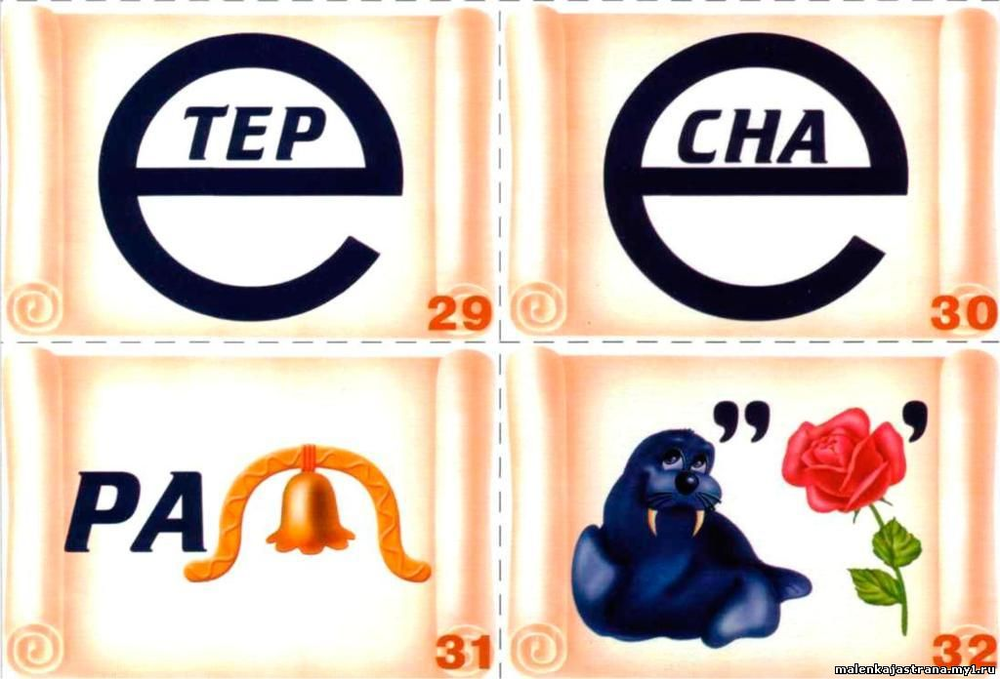 е
ТЕР
29
е
СНА
30
РА
31
,, ,
32
malenkajastrana.my1.ru